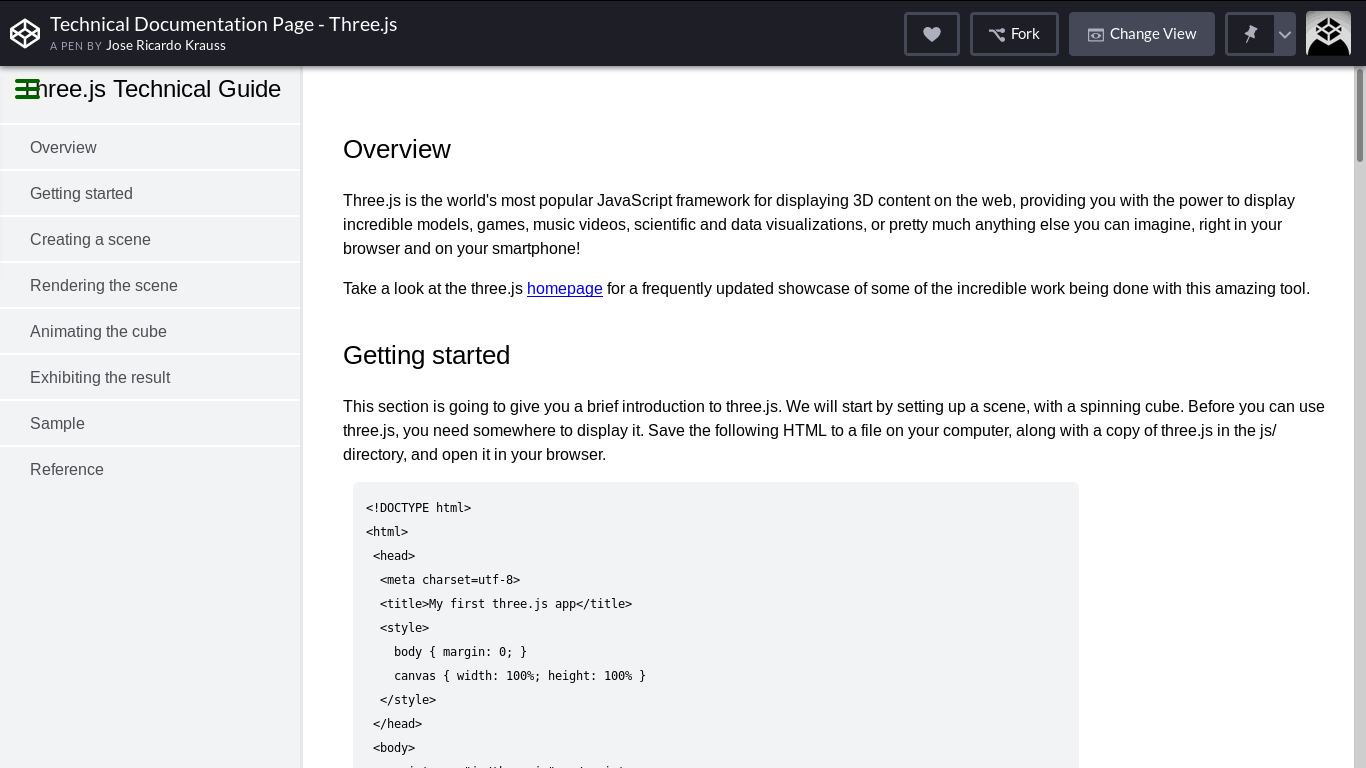 Technical Documentation Page - Three.js
A PEN BY Jose Ricardo Krauss
Fork
Change View
Three.js Technical Guide
Overview
Getting started
Creating a scene
Rendering the scene
Animating the cube
Exhibiting the result
Sample
Reference
Overview
Three.js is the world's most popular JavaScript framework for displaying 3D content on the web, providing you with the power to display
incredible models, games, music videos, scientific and data visualizations, or pretty much anything else you can imagine, right in your
browser and on your smartphone!
Take a look at the three.js homepage for a frequently updated showcase of some of the incredible work being done with this amazing tool.
Getting started
This section is going to give you a brief introduction to three.js. We will start by setting up a scene, with a spinning cube. Before you can use
three.js, you need somewhere to display it. Save the following HTML to a file on your computer, along with a copy of three.js in the js/
directory, and open it in your browser.
<!DOCTYPE html>
<html>
<head>
<meta charset=utf-8>
<title>My first three.js app</title>
<style>
body { margin: 0; }
canvas { width: 100%; height: 100% }
</style>
</head>
<body>